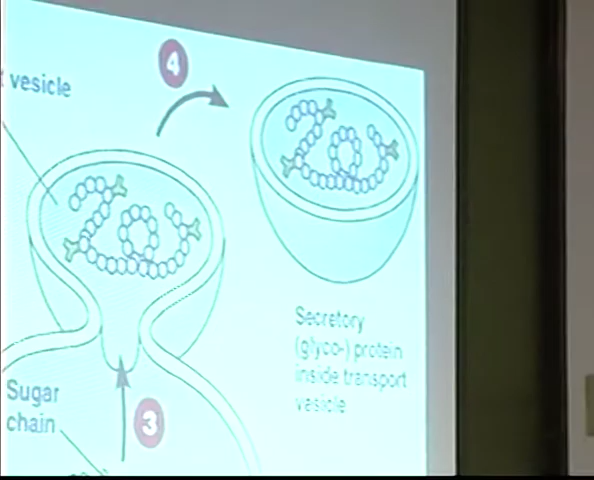 4
vesicle
Secretory
(glyco-) protein
inside transport
vesicle
Sugar
chain
3